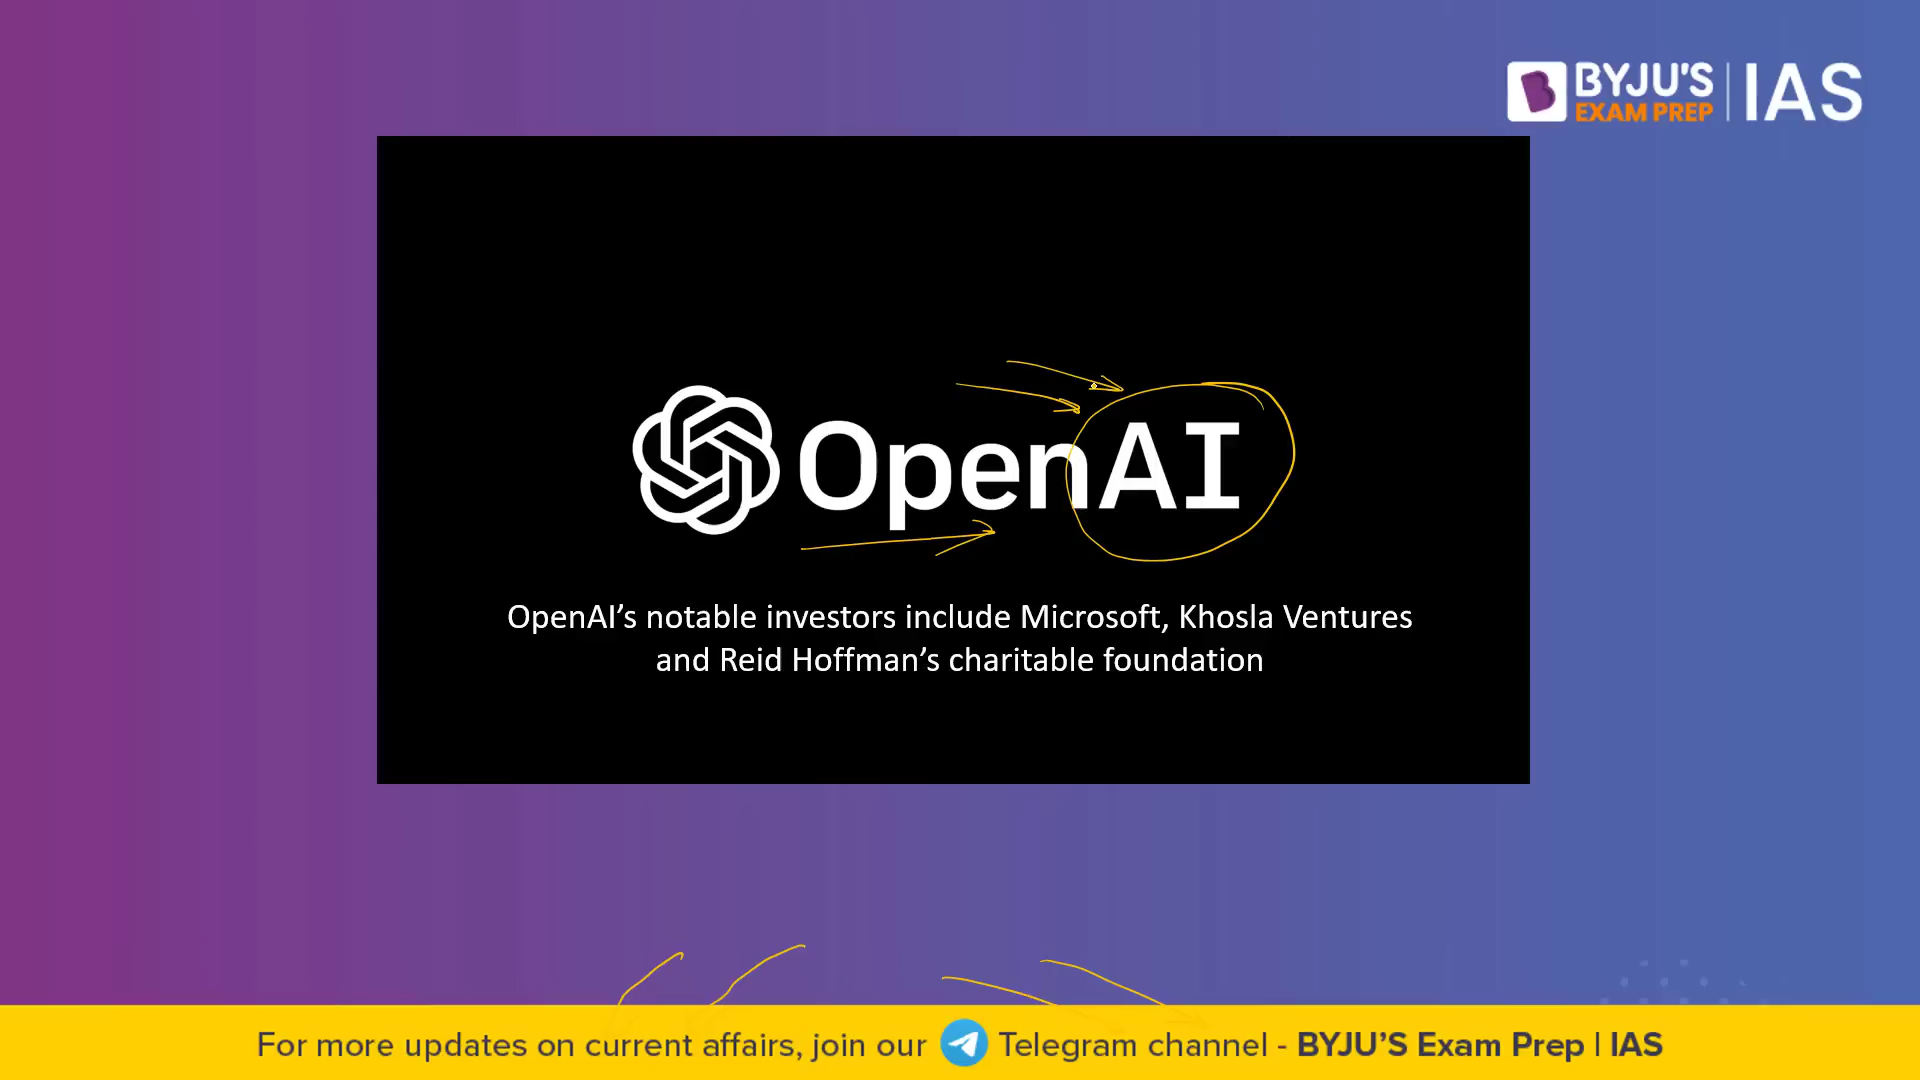 BYJU'S
EXAM PREP
IAS
OpenAI
OpenAI’s notable investors include Microsoft, Khosla Ventures
and Reid Hoffman’s charitable foundation
For more updates on current affairs, join our Telegram channel - BYJU’S Exam Prep | IAS